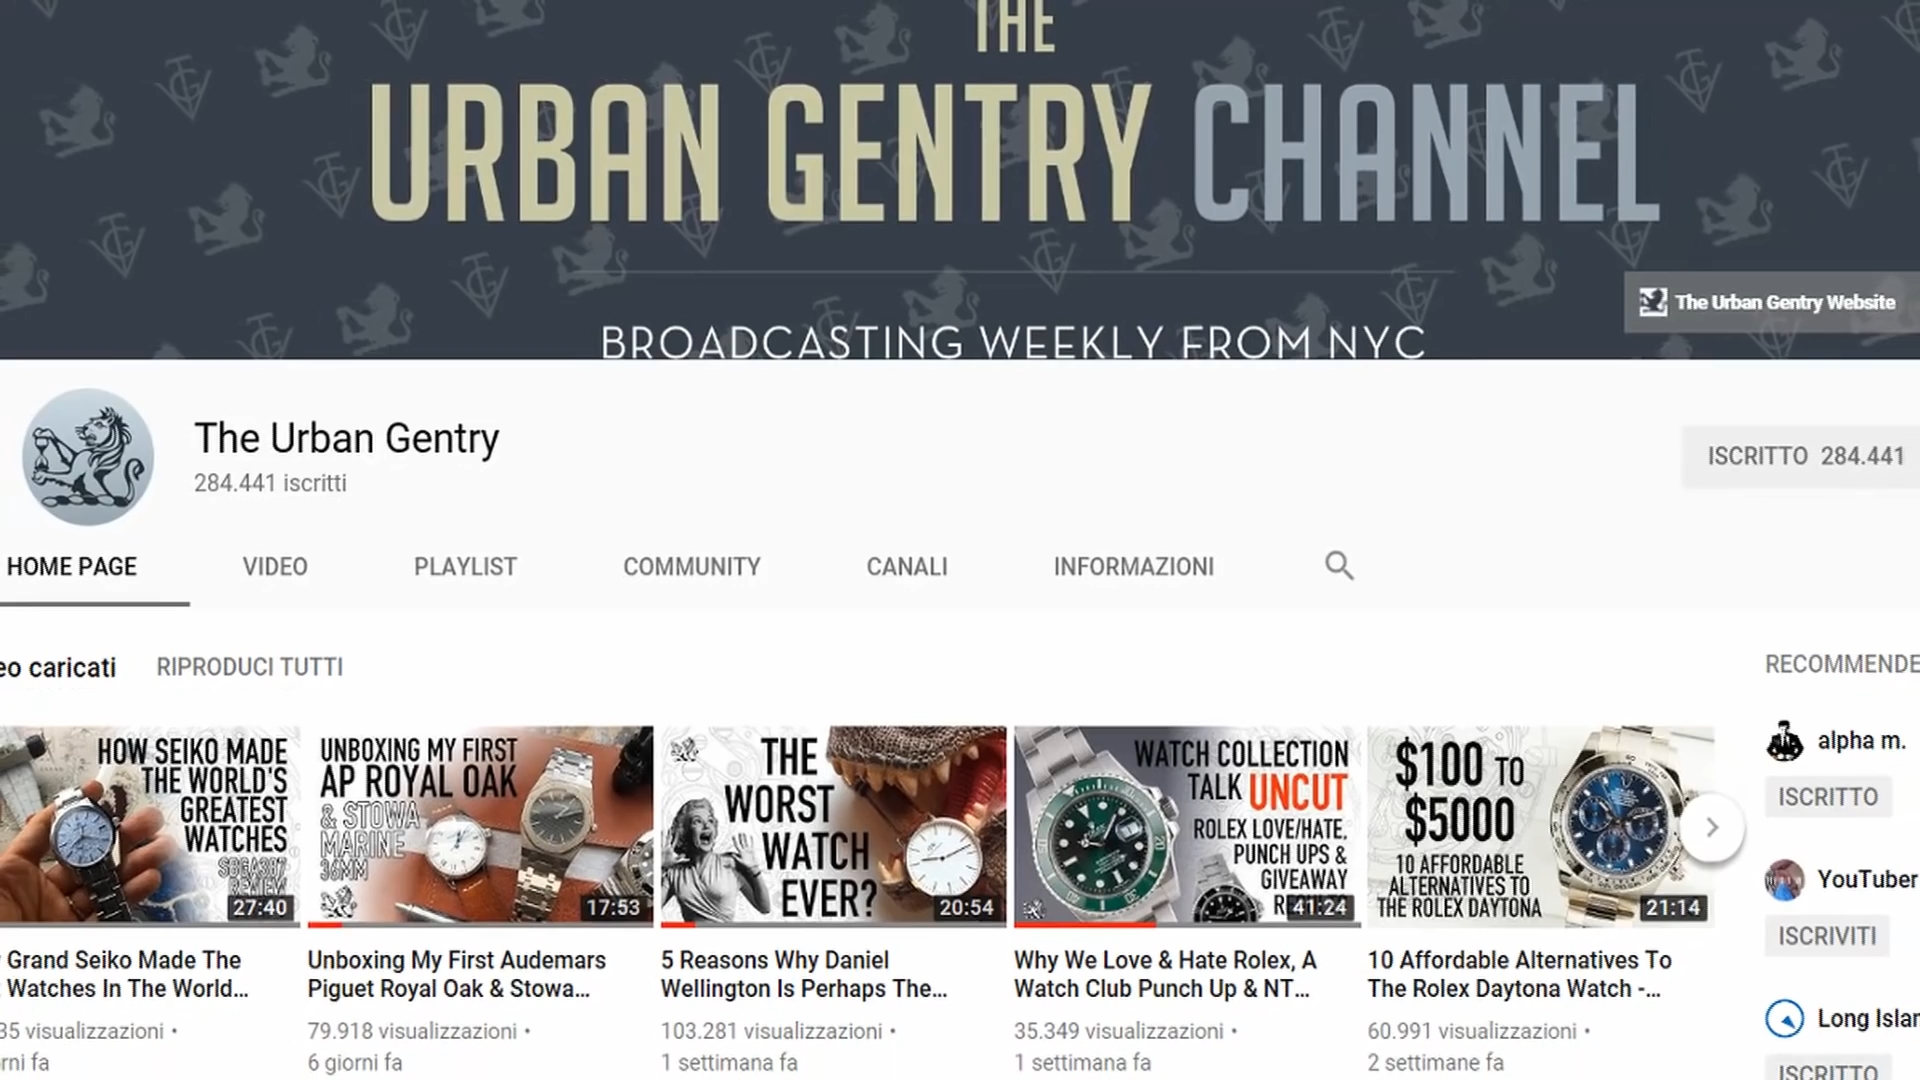 THE
URBAN GENTRY CHANNEL
The Urban Gentry Website
BROADCASTING WEEKLY FROM NYC
The Urban Gentry
284.441 iscritti
ISCRITTO 284.441
HOME PAGE
VIDEO
PLAYLIST
COMMUNITY
CANALI
INFORMAZIONI
eo caricati
RIPRODUCI TUTTI
RECOMMENDE
HOW SEIKO MADE
THE WORLD'S
GREATEST
WATCHES
SBGA387
REVIEW
27:40
Grand Seiko Made The
Watches In The World...
35 visualizzazioni •
rni fa
UNBOXING MY FIRST
AP ROYAL OAK
& STOWA
MARINE
36MM
17:53
Unboxing My First Audemars
Piguet Royal Oak & Stowa...
79.918 visualizzazioni •
6 giorni fa
THE
WORST
WATCH
EVER?
20:54
5 Reasons Why Daniel
Wellington Is Perhaps The...
103.281 visualizzazioni •
1 settimana fa
WATCH COLLECTION
TALK UNCUT
ROLEX LOVE/HATE,
PUNCH UPS &
GIVEAWAY
41:24
Why We Love & Hate Rolex, A
Watch Club Punch Up & NT...
35.349 visualizzazioni •
1 settimana fa
$100 TO
$5000
10 AFFORDABLE
ALTERNATIVES TO
THE ROLEX DAYTONA
21:14
10 Affordable Alternatives To
The Rolex Daytona Watch -...
60.991 visualizzazioni •
2 settimane fa
alpha m.
ISCRITTO
YouTuber
ISCRIVITI
Long Islan
ISCRITTO